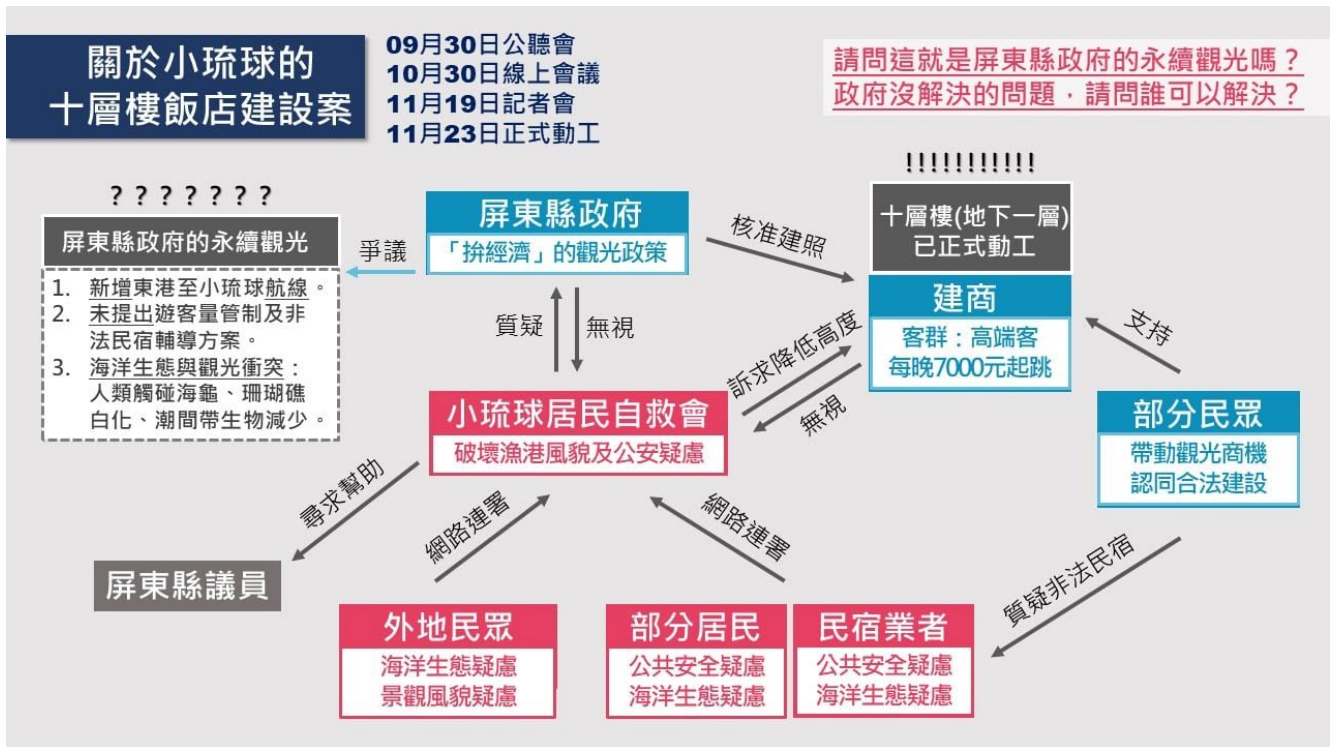 關於小琉球的
十層樓飯店建設案
09月30日公聽會
10月30日線上會議
11月19日記者會
11月23日正式動工
請問這就是屏東縣政府的永續觀光嗎？
政府沒解決的問題，請問誰可以解決？
???????
屏東縣政府的永續觀光
1. 新增東港至小琉球航線。
2. 未提出遊客量管制及非
法民宿輔導方案。
3. 海洋生態與觀光衝突：
人類觸碰海龜、珊瑚礁
白化、潮間帶生物減少。
爭議
屏東縣政府
「拚經濟」的觀光政策
核准建照
!!!!!!!!!!!
十層樓(地下一層)
已正式動工
建商
客群：高端客
每晚7000元起跳
質疑
無視
訴求降低高度
無視
支持
小琉球居民自救會
破壞漁港風貌及公安疑慮
部分民眾
帶動觀光商機
認同合法建設
尋求幫助
網路連署
網路連署
質疑非法民宿
屏東縣議員
外地民眾
海洋生態疑慮
景觀風貌疑慮
部分居民
公共安全疑慮
海洋生態疑慮
民宿業者
公共安全疑慮
海洋生態疑慮